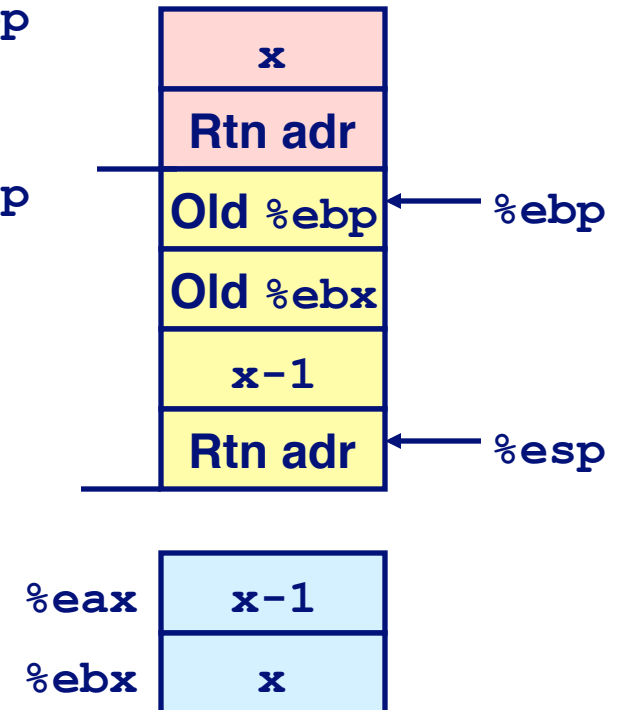 p
x
Rtn adr
p
Old %ebp
%ebp
Old %ebx
x-1
Rtn adr
%esp
%eax
x-1
%ebx
x